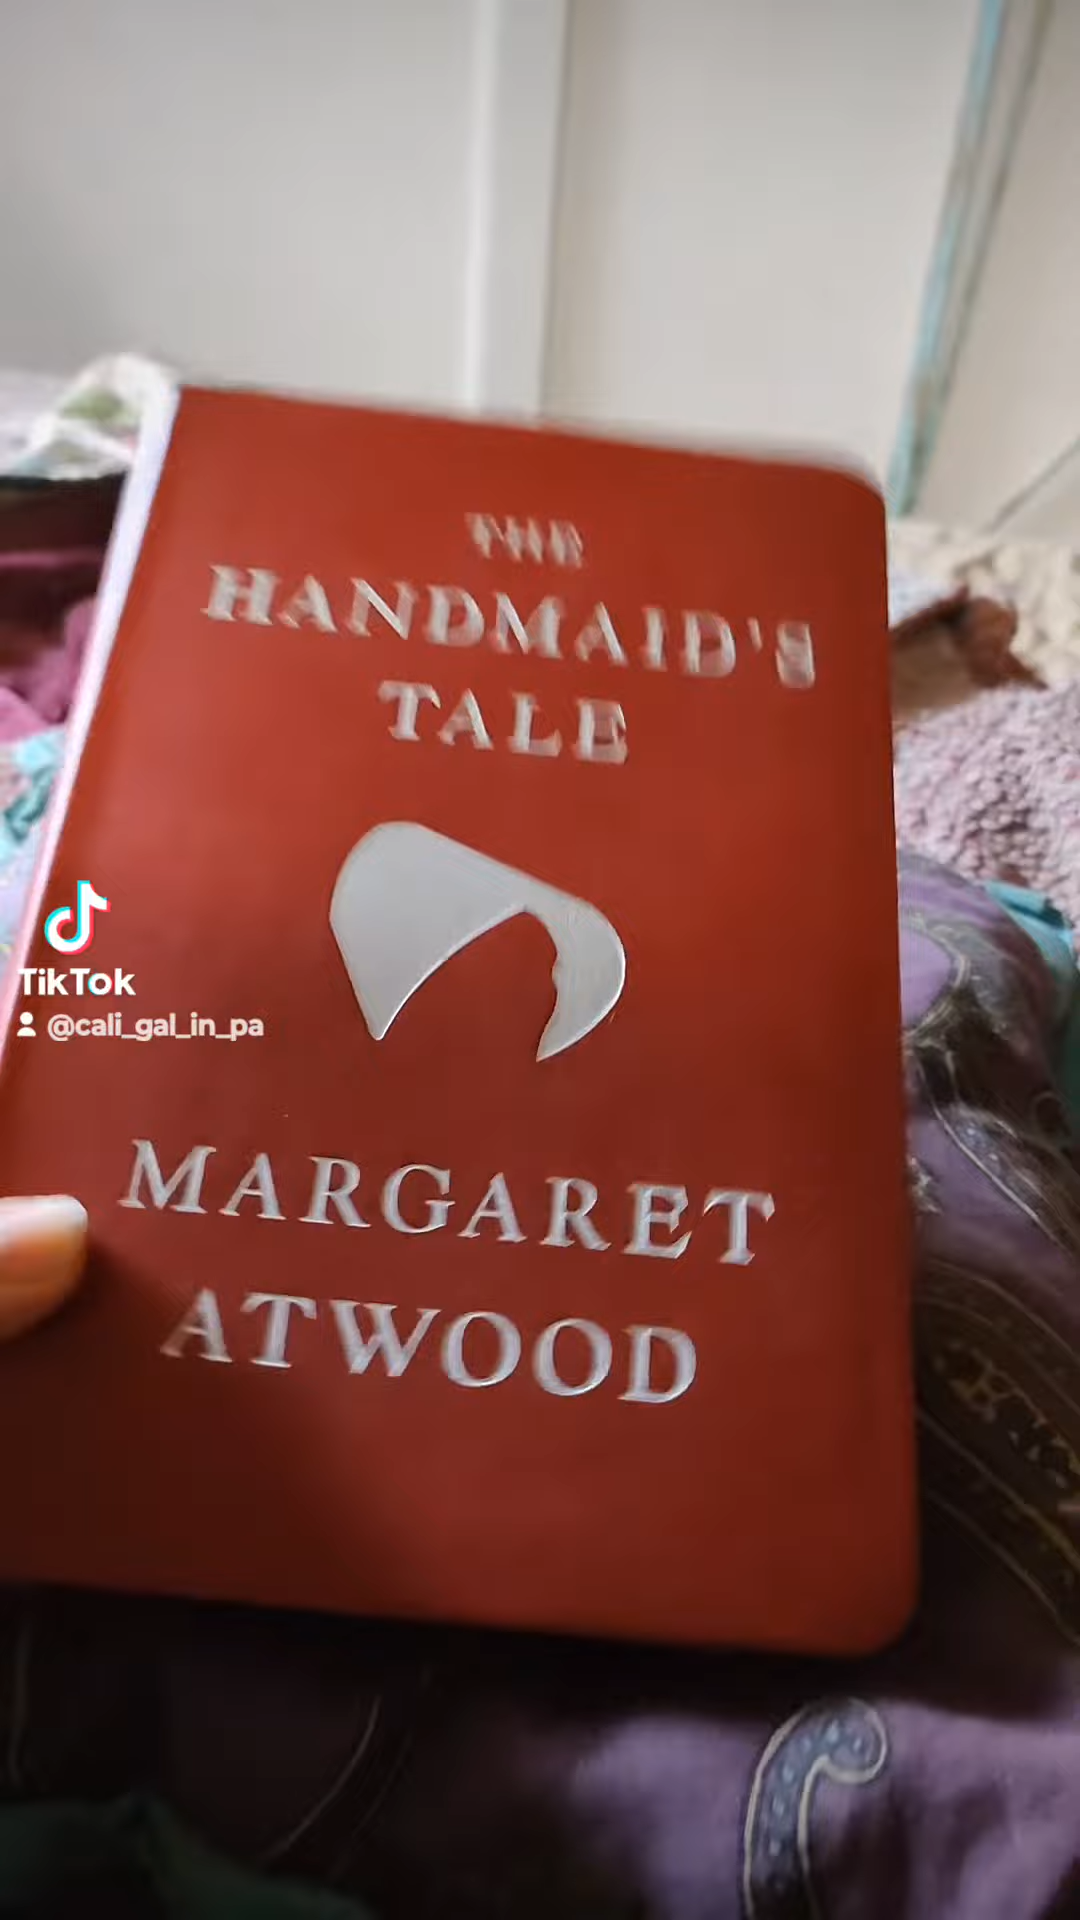 THE
HANDMAID'S
TALE
TikTok
@cali_gal_in_pa
MARGARET
ATWOOD